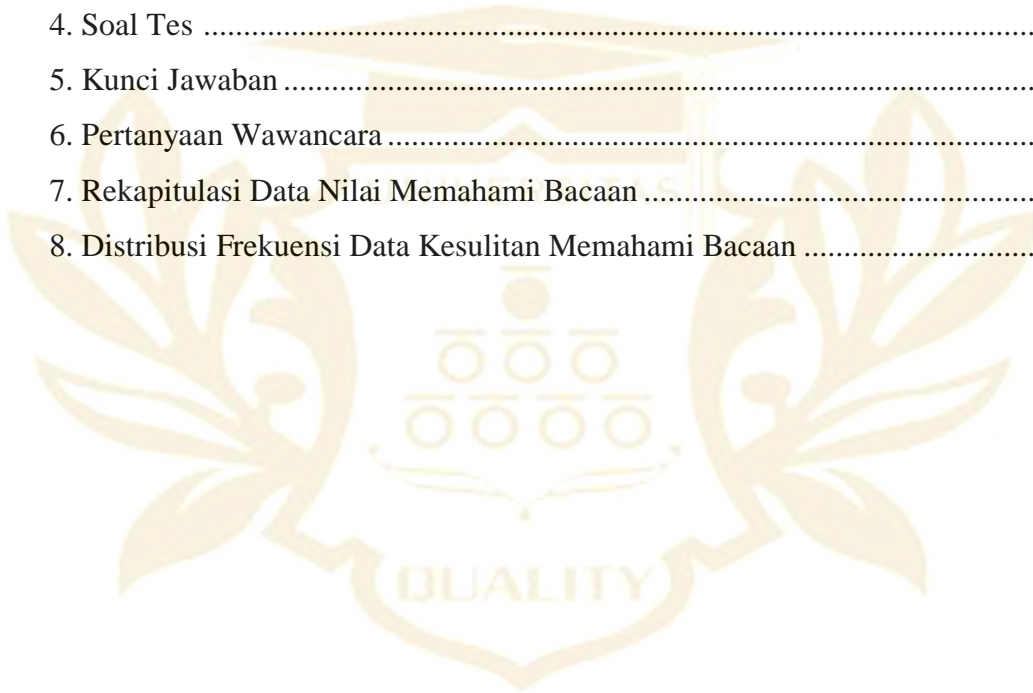 4. Soal Tes ....................................................................................................
5. Kunci Jawaban ....................................................................................................
6. Pertanyaan Wawancara ....................................................................................
7. Rekapitulasi Data Nilai Memahami Bacaan ................................................
8. Distribusi Frekuensi Data Kesulitan Memahami Bacaan ............................
UNIVERSITAS
QUALITY